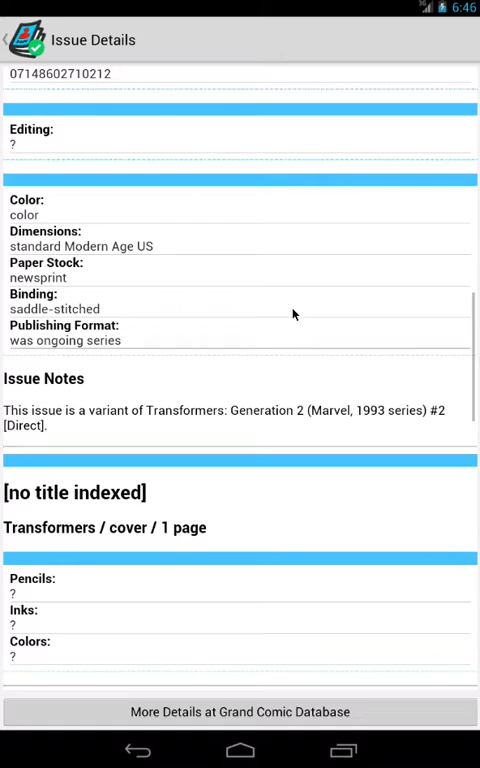 6:46
Issue Details
07148602710212
Editing:
?
Color:
color
Dimensions:
standard Modern Age US
Paper Stock:
newsprint
Binding:
saddle-stitched
Publishing Format:
was ongoing series
Issue Notes
This issue is a variant of Transformers: Generation 2 (Marvel, 1993 series) #2
[Direct].
[no title indexed]
Transformers / cover / 1 page
Pencils:
?
Inks:
?
Colors:
?
More Details at Grand Comic Database